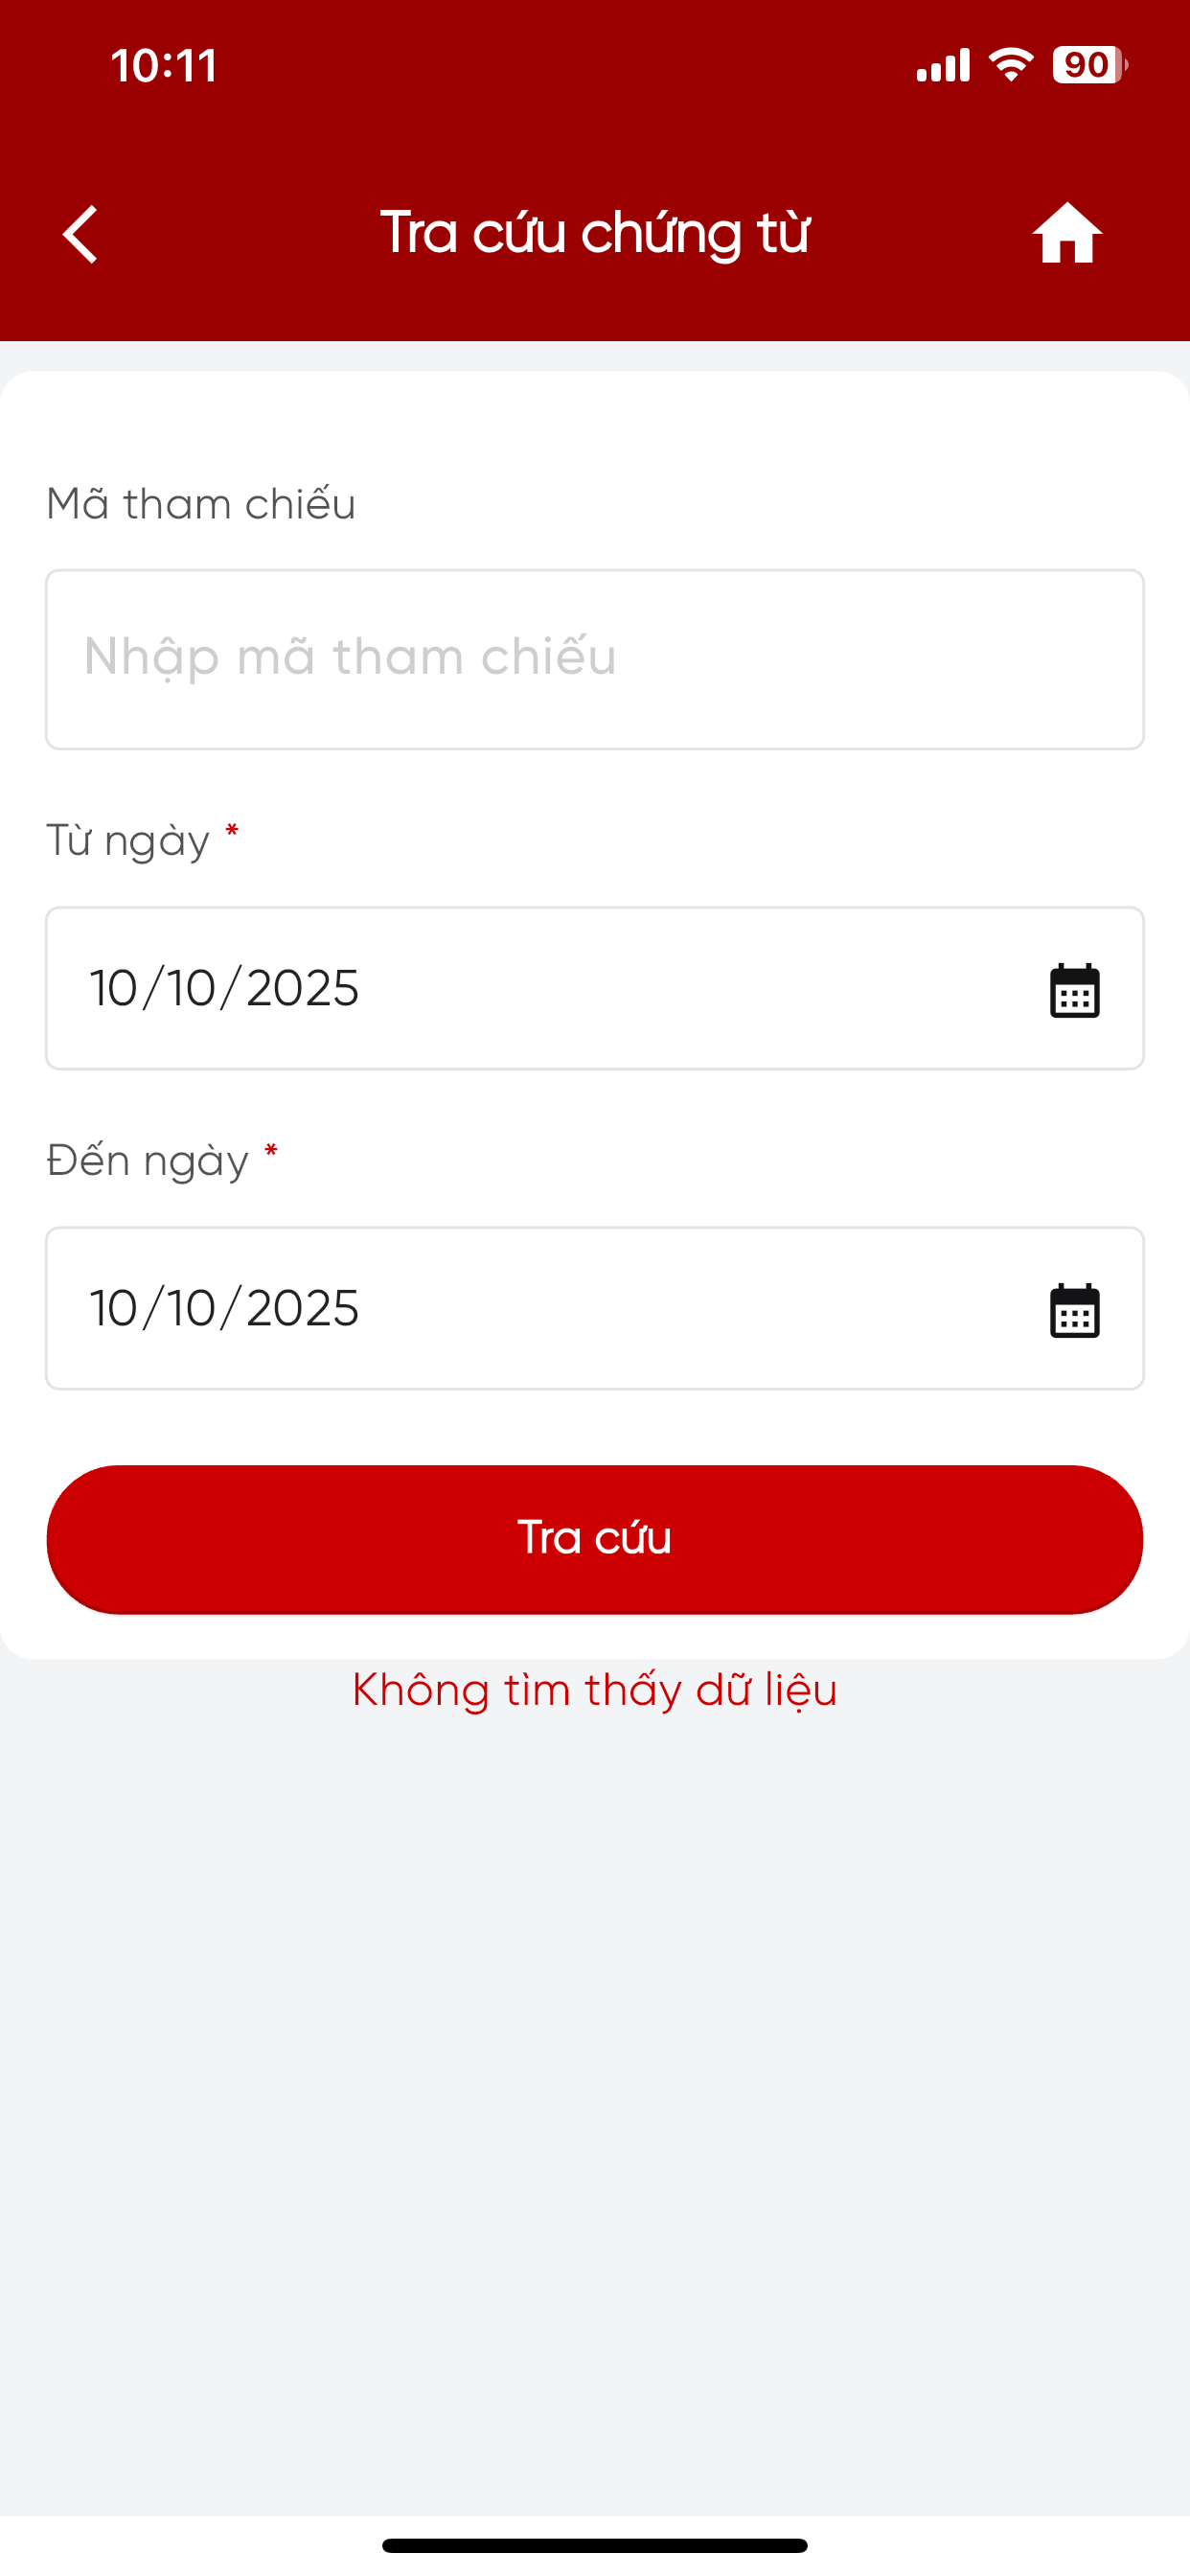 10:11
90
Tra cứu chứng từ
Mã tham chiếu
Nhập mã tham chiếu
Từ ngày *
10/10/2025
Đến ngày *
10/10/2025
Tra cứu
Không tìm thấy dữ liệu